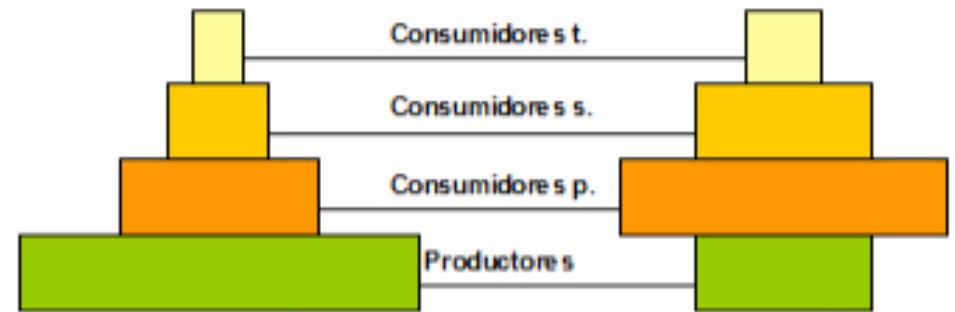 Consumidores t.
Consumidores s.
Consumidores p.
Productores